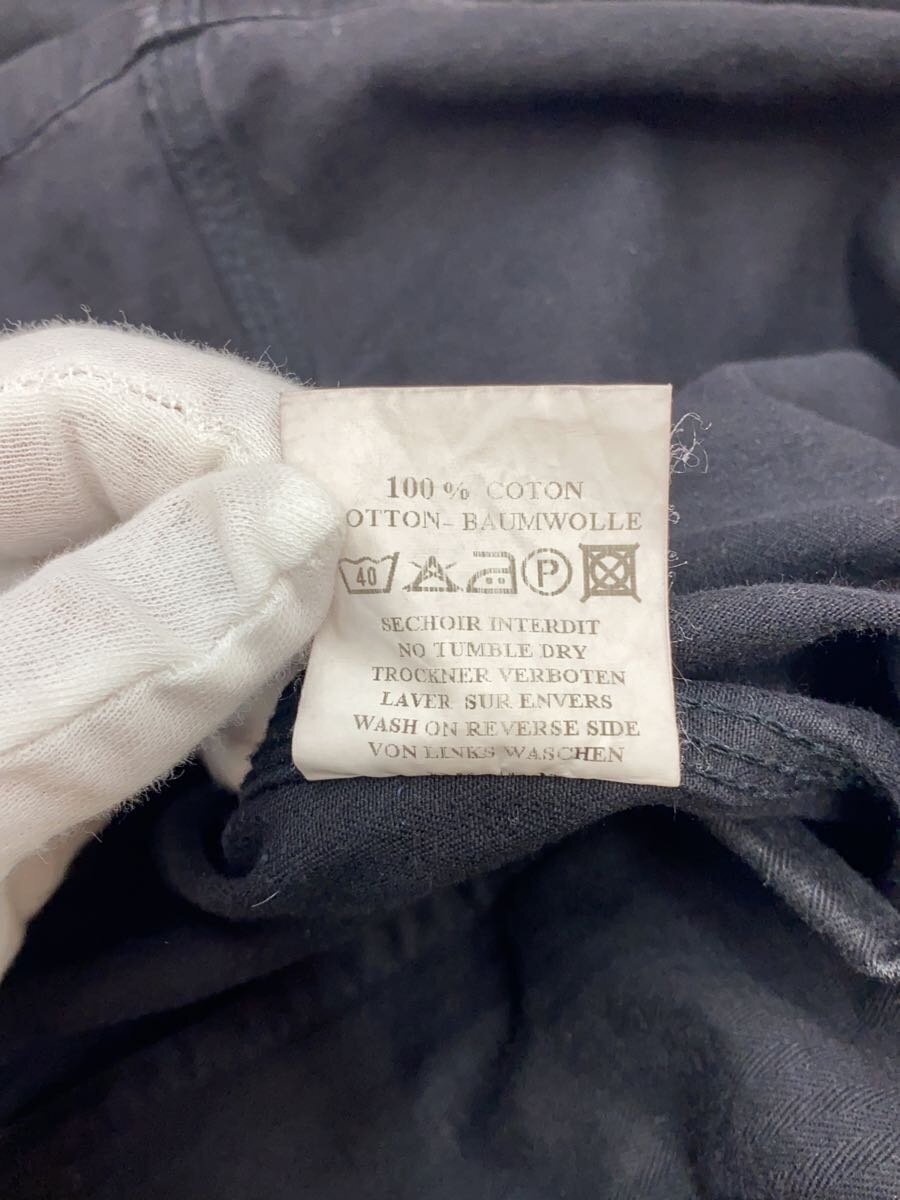 100 % COTON
OTTON- BAUMWOLLE
40 P
SECHOIR INTERDIT
NO TUMBLE DRY
TROCKNER VERBOTEN
LAVER SUR ENVERS
WASH ON REVERSE SIDE
VON LINKS WASCHEN